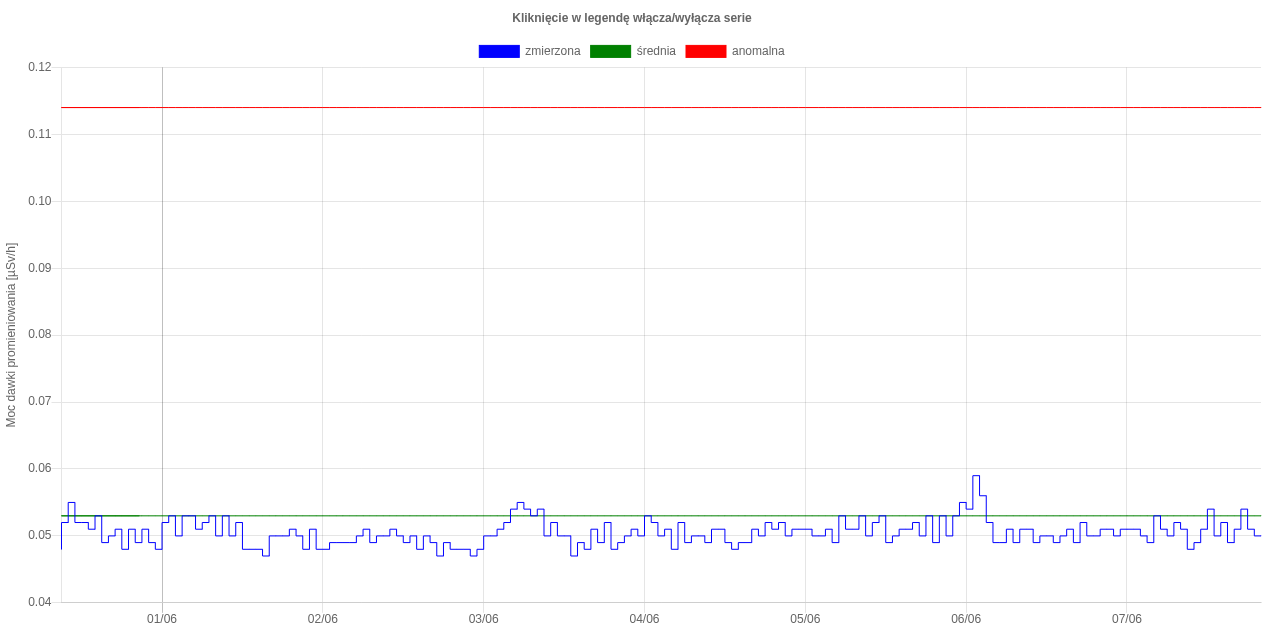 Kliknięcie w legendę włącza/wyłącza serie
zmierzona średnia anomalna
Moc dawki promieniowania [µSv/h]
0.12
0.11
0.10
0.09
0.08
0.07
0.06
0.05
0.04
01/06 02/06 03/06 04/06 05/06 06/06 07/06